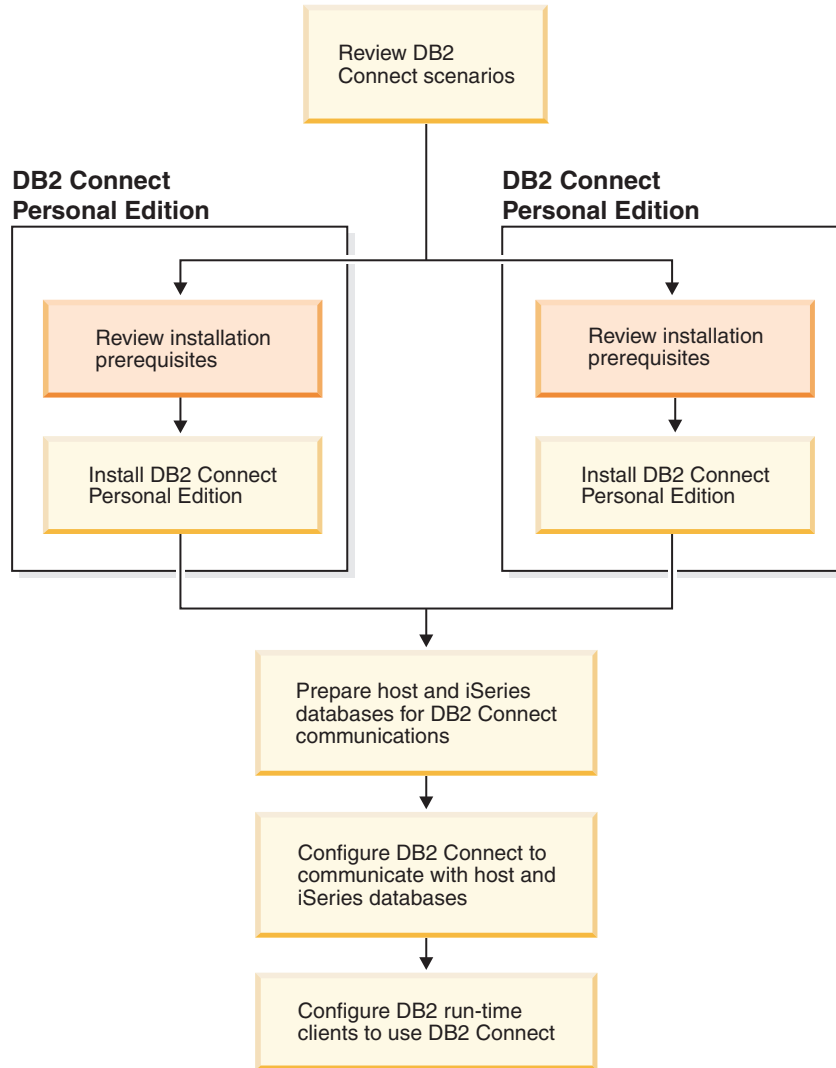 Review DB2
Connect scenarios
DB2 Connect
Personal Edition
DB2 Connect
Personal Edition
Review installation
prerequisites
Review installation
prerequisites
Install DB2 Connect
Personal Edition
Install DB2 Connect
Personal Edition
Prepare host and iSeries
databases for DB2 Connect
communications
Configure DB2 Connect to
communicate with host and
iSeries databases
Configure DB2 run-time
clients to use DB2 Connect